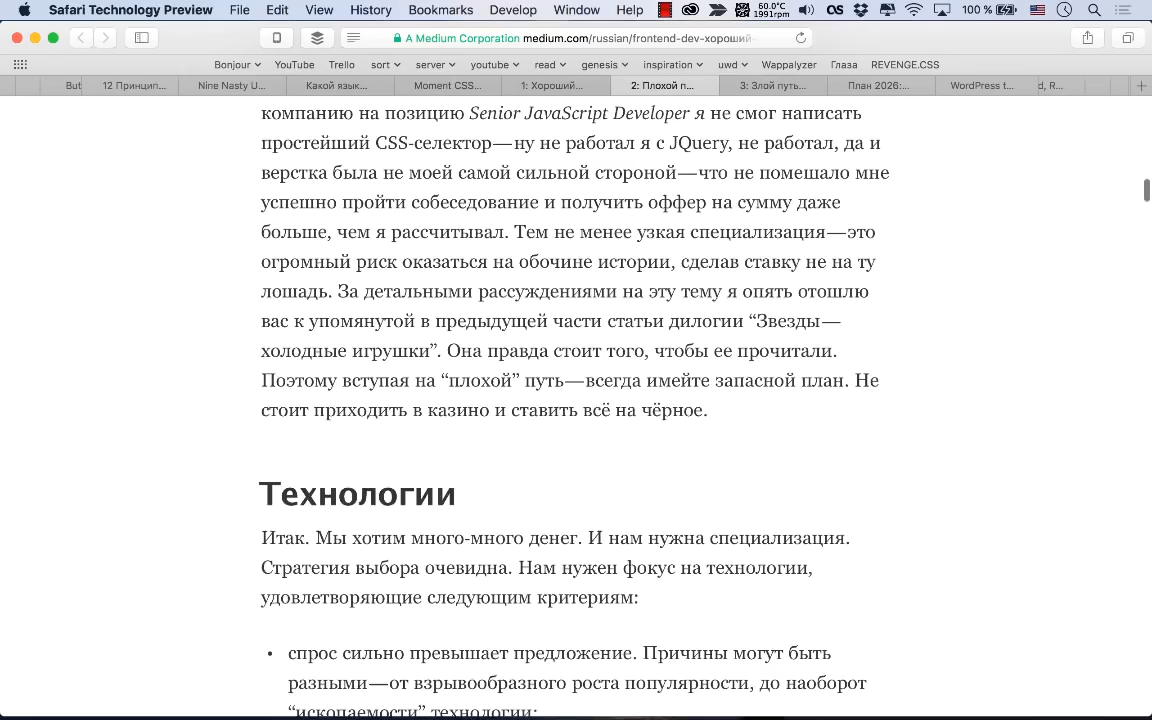 Safari Technology Preview File Edit View History Bookmarks Develop Window Help 60.0°C 1991rpm 100 %
A Medium Corporation medium.com/russian/frontend-dev-хороший-
Bonjour YouTube Trello sort server youtube read genesis inspiration uwd Wappalyzer Глаза REVENGE.CSS
But 12 Принцип... Nine Nasty U... Какой язык... Moment CSS... 1: Хороший... 2: Плохой п... 3: Злой путь... План 2026:... WordPress t... d, R...
компанию на позицию Senior JavaScript Developer я не смог написать
простейший CSS-селектор—ну не работал я с JQuery, не работал, да и
верстка была не моей самой сильной стороной—что не помешало мне
успешно пройти собеседование и получить оффер на сумму даже
больше, чем я рассчитывал. Тем не менее узкая специализация—это
огромный риск оказаться на обочине истории, сделав ставку не на ту
лошадь. За детальными рассуждениями на эту тему я опять отошлю
вас к упомянутой в предыдущей части статьи дилогии “Звезды—
холодные игрушки”. Она правда стоит того, чтобы ее прочитали.
Поэтому вступая на “плохой” путь—всегда имейте запасной план. Не
стоит приходить в казино и ставить всё на чёрное.
Технологии
Итак. Мы хотим много-много денег. И нам нужна специализация.
Стратегия выбора очевидна. Нам нужен фокус на технологии,
удовлетворяющие следующим критериям:
• спрос сильно превышает предложение. Причины могут быть
разными—от взрывообразного роста популярности, до наоборот
“ископаемости” технологии;